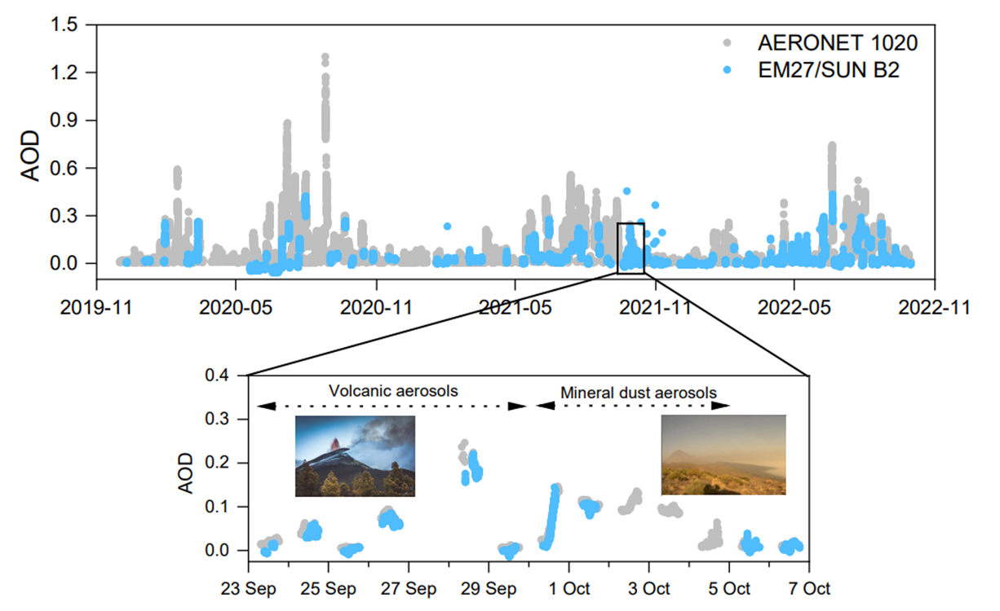 1.5
AERONET 1020
EM27/SUN B2
1.2
0.9
0.6
0.3
0.0
AOD
2019-11 2020-05 2020-11 2021-05 2021-11 2022-05 2022-11
0.4
Volcanic aerosols Mineral dust aerosols
0.3
0.2
0.1
0.0
AOD
23 Sep 25 Sep 27 Sep 29 Sep 1 Oct 3 Oct 5 Oct 7 Oct